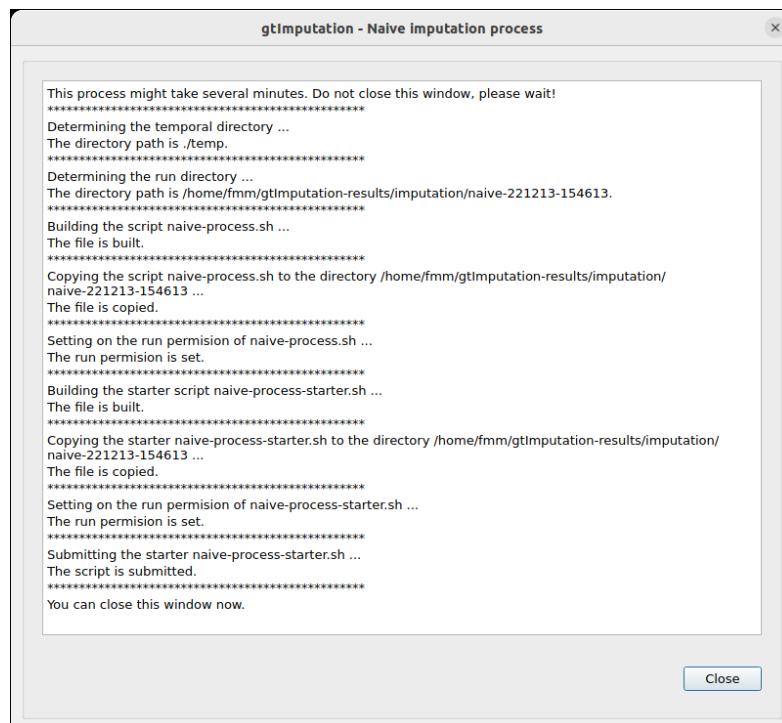 gtImputation - Naive imputation process
This process might take several minutes. Do not close this window, please wait!
**************************************************
Determining the temporal directory ...
The directory path is ./temp.
**************************************************
Determining the run directory ...
The directory path is /home/fmm/gtImputation-results/imputation/naive-221213-154613.
**************************************************
Building the script naive-process.sh ...
The file is built.
**************************************************
Copying the script naive-process.sh to the directory /home/fmm/gtImputation-results/imputation/
naive-221213-154613 ...
The file is copied.
**************************************************
Setting on the run permision of naive-process.sh ...
The run permision is set.
**************************************************
Building the starter script naive-process-starter.sh ...
The file is built.
**************************************************
Copying the starter naive-process-starter.sh to the directory /home/fmm/gtImputation-results/imputation/
naive-221213-154613 ...
The file is copied.
**************************************************
Setting on the run permision of naive-process-starter.sh ...
The run permision is set.
**************************************************
Submitting the starter naive-process-starter.sh ...
The script is submitted.
**************************************************
You can close this window now.
Close